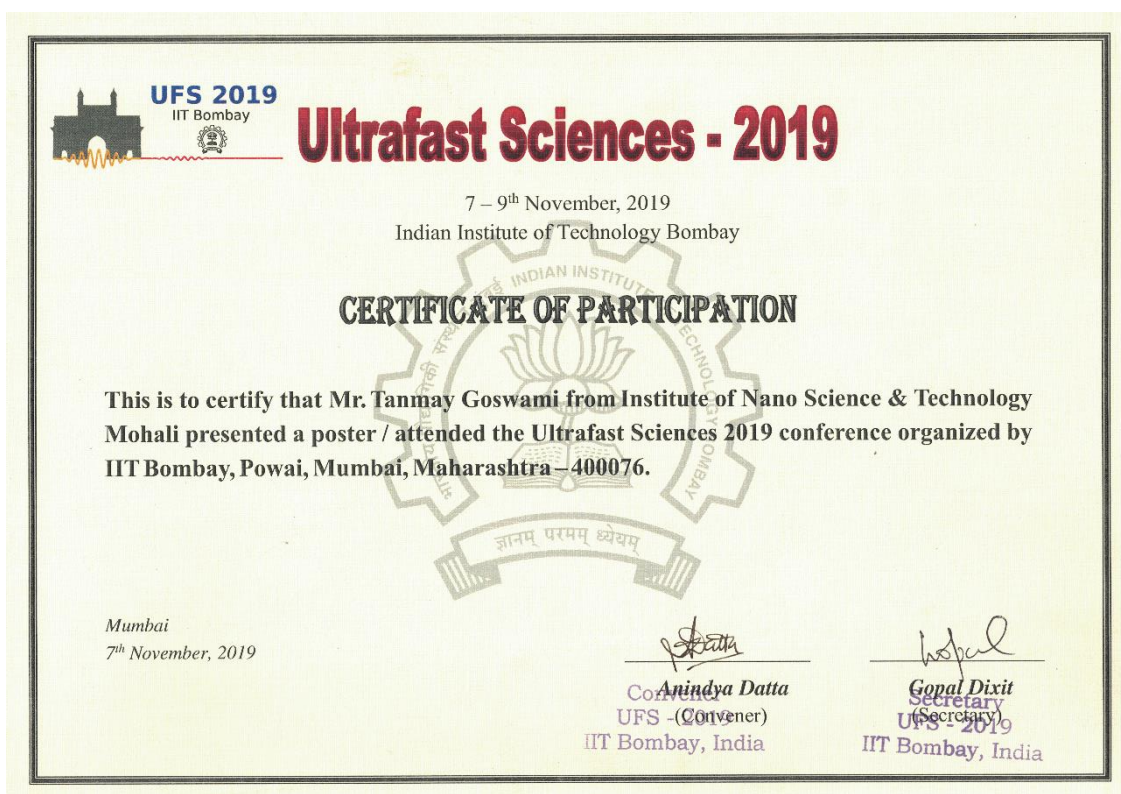 UFS 2019
IIT Bombay
Ultrafast Sciences - 2019
7 – 9th November, 2019
Indian Institute of Technology Bombay
INDIAN INSTITUTE OF TECHNOLOGY BOMBAY
CERTIFICATE OF PARTICIPATION
This is to certify that Mr. Tanmay Goswami from Institute of Nano Science & Technology
Mohali presented a poster / attended the Ultrafast Sciences 2019 conference organized by
IIT Bombay, Powai, Mumbai, Maharashtra – 400076.
ज्ञानम् परमम् ध्येयम्
Mumbai
7th November, 2019
Anindya Datta
(Convener)
Convener
UFS - 2019
IIT Bombay, India
Gopal Dixit
(Secretary)
Secretary
UFS - 2019
IIT Bombay, India